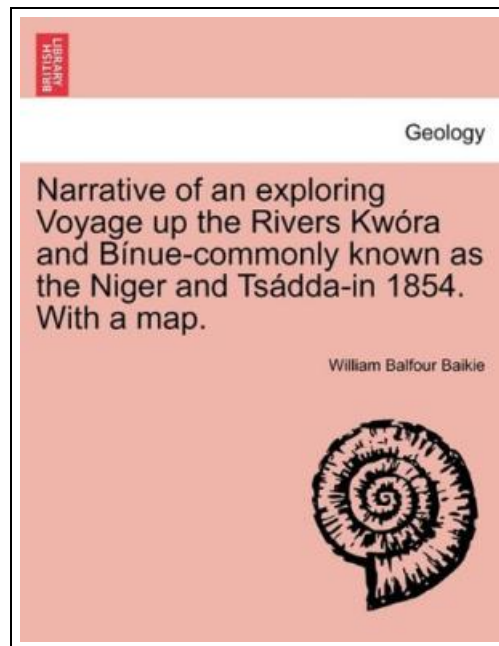 BRITISH
LIBRARY
Geology
Narrative of an exploring
Voyage up the Rivers Kwóra
and Bínue-commonly known as
the Niger and Tsádda-in 1854.
With a map.
William Balfour Baikie